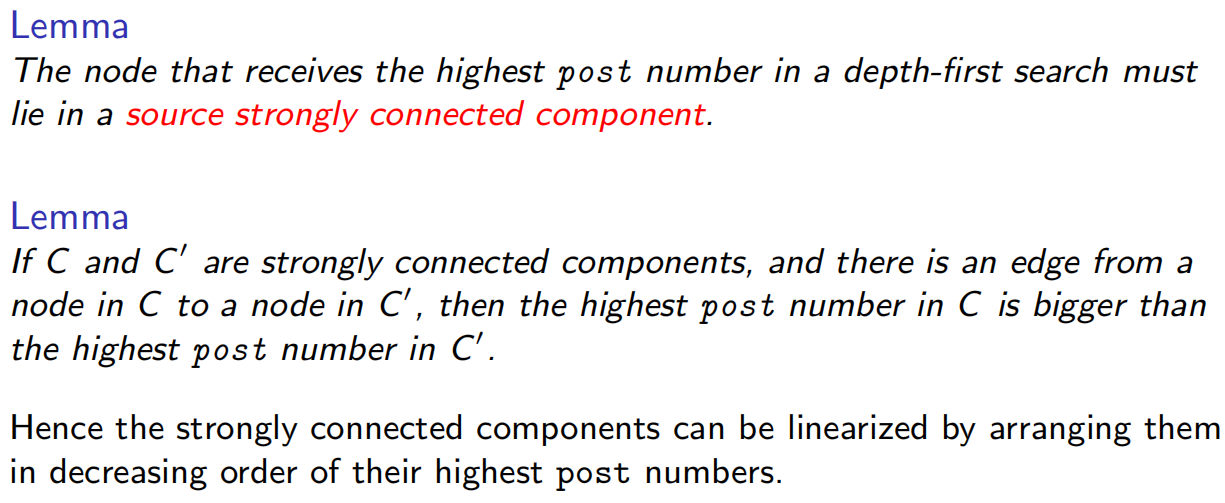 Lemma
The node that receives the highest post number in a depth-first search must
lie in a source strongly connected component.
Lemma
If C and C′ are strongly connected components, and there is an edge from a
node in C to a node in C′, then the highest post number in C is bigger than
the highest post number in C′.
Hence the strongly connected components can be linearized by arranging them
in decreasing order of their highest post numbers.